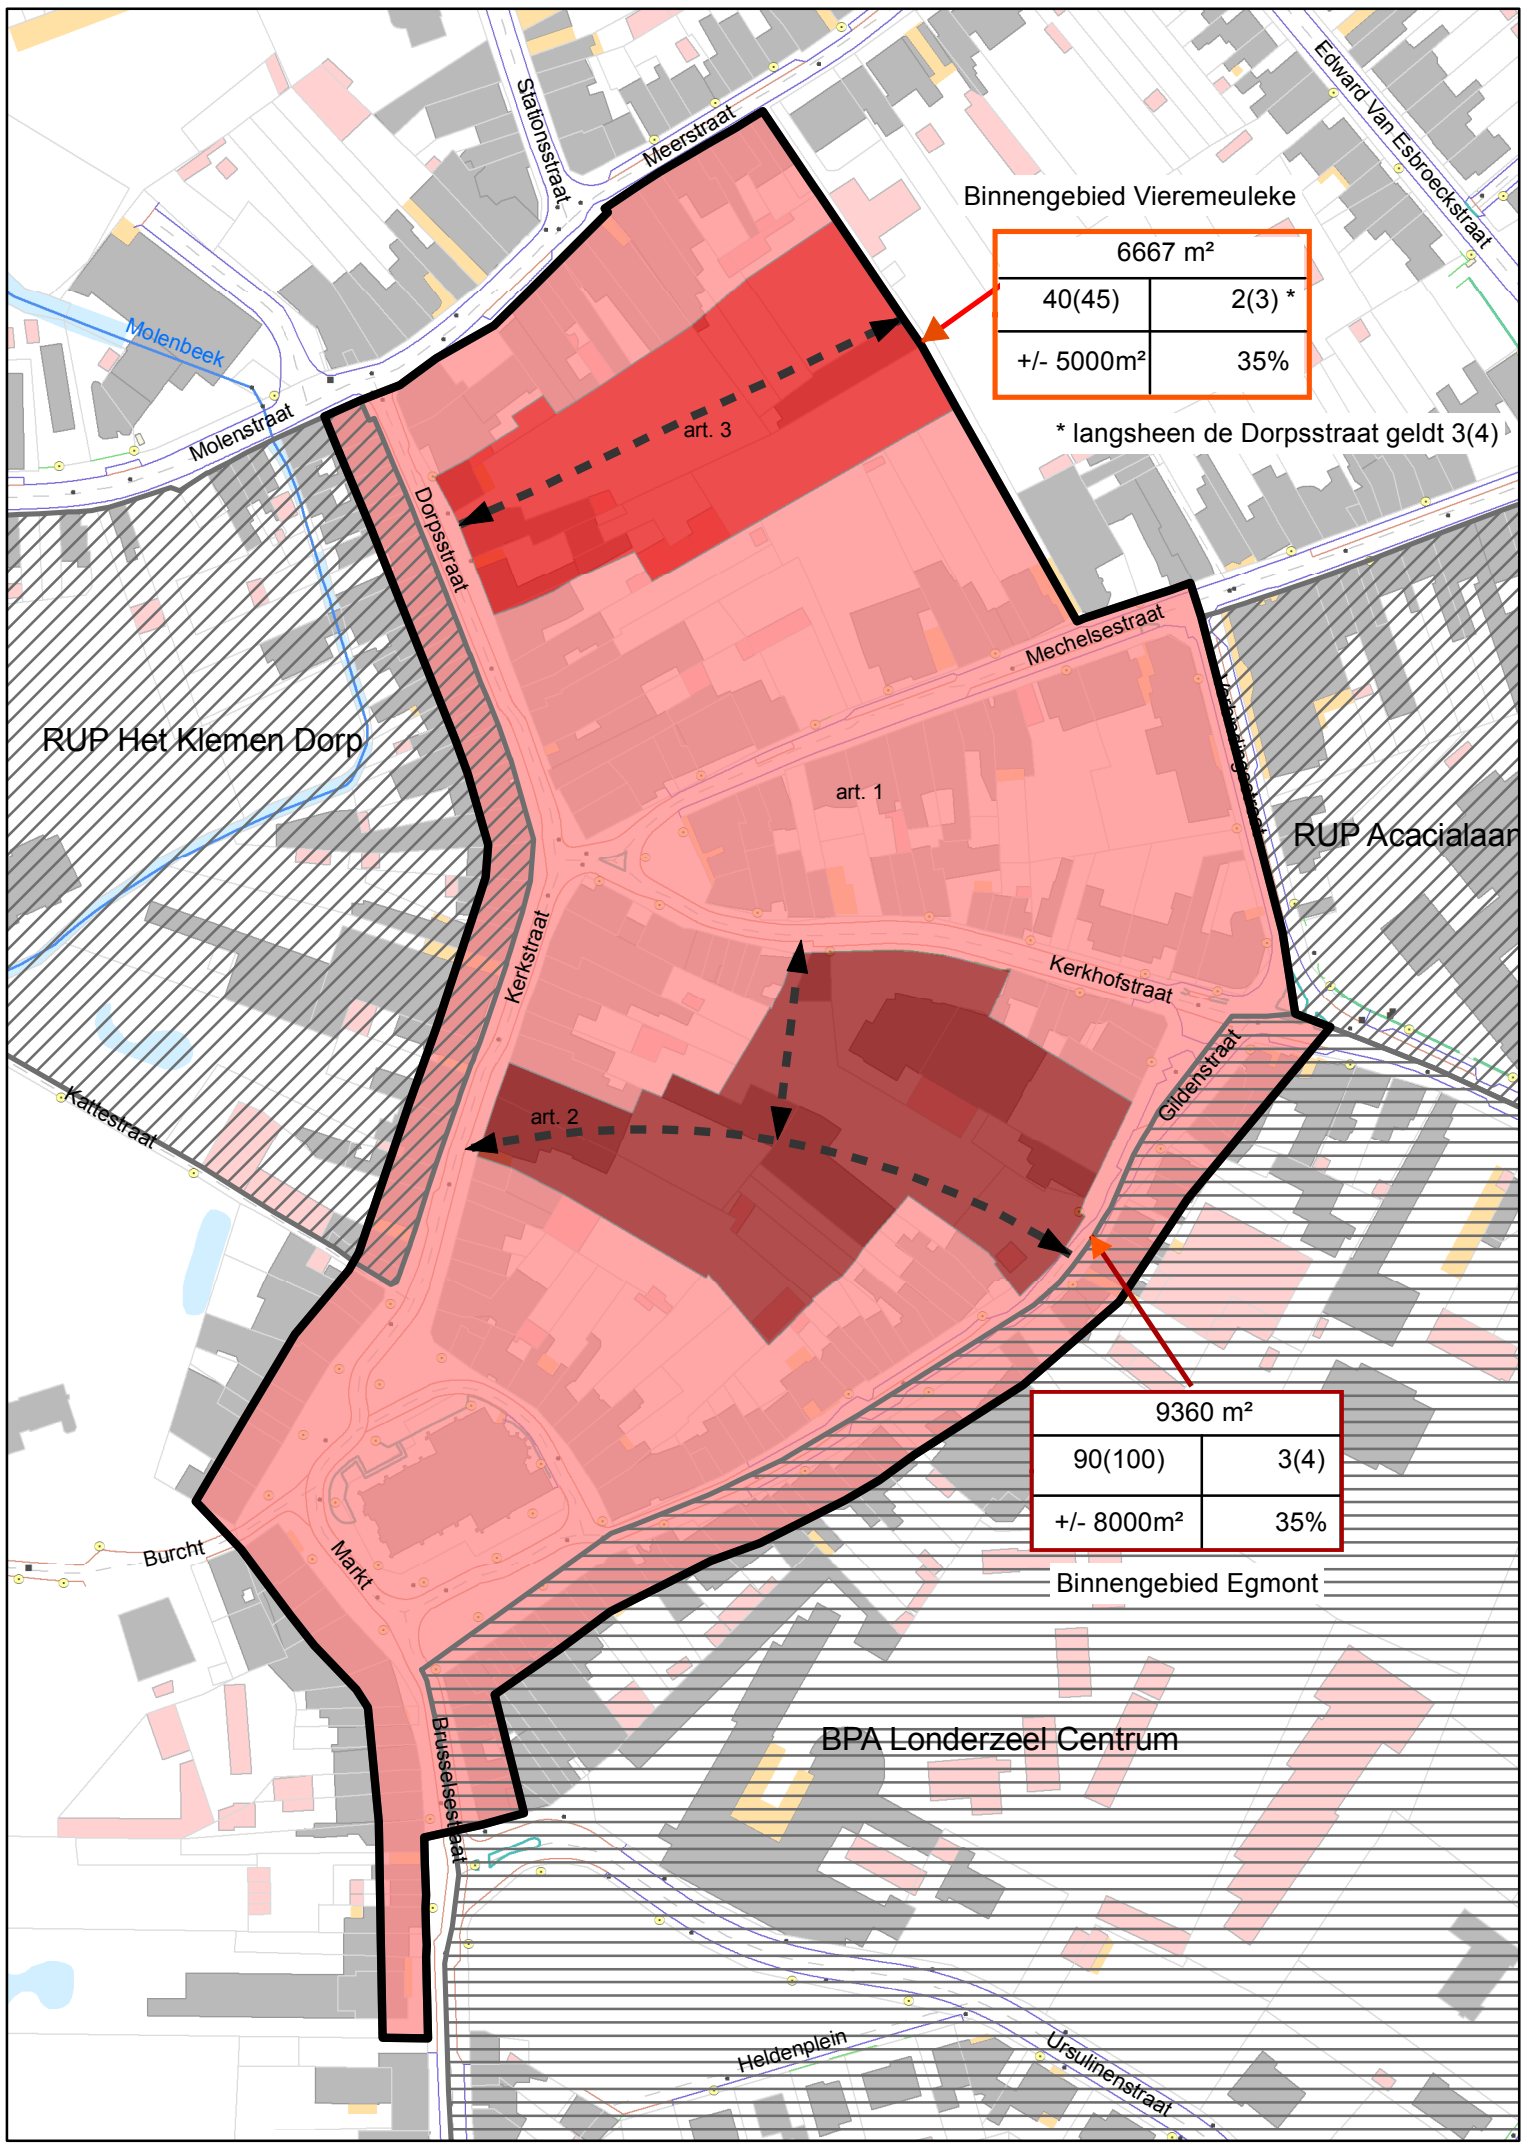 Edward Van Esbroeckstraat
Stationsstraat
Meerstraat
Binnengebied Vieremeuleke
6667 m²
40(45) 2(3) *
+/- 5000m² 35%
* langsheen de Dorpsstraat geldt 3(4)
Molenbeek
Molenstraat
art. 3
Dorpsstraat
Mechelsestraat
Verbindingsstraat
RUP Het Klemen Dorp
art. 1
RUP Acacialaan
Kerkstraat
Kerkhofstraat
Gildenstraat
Kattestraat
art. 2
9360 m²
90(100) 3(4)
+/- 8000m² 35%
Binnengebied Egmont
Burcht
Markt
Brusselsestraat
BPA Londerzeel Centrum
Heldenplein
Ursulinenstraat